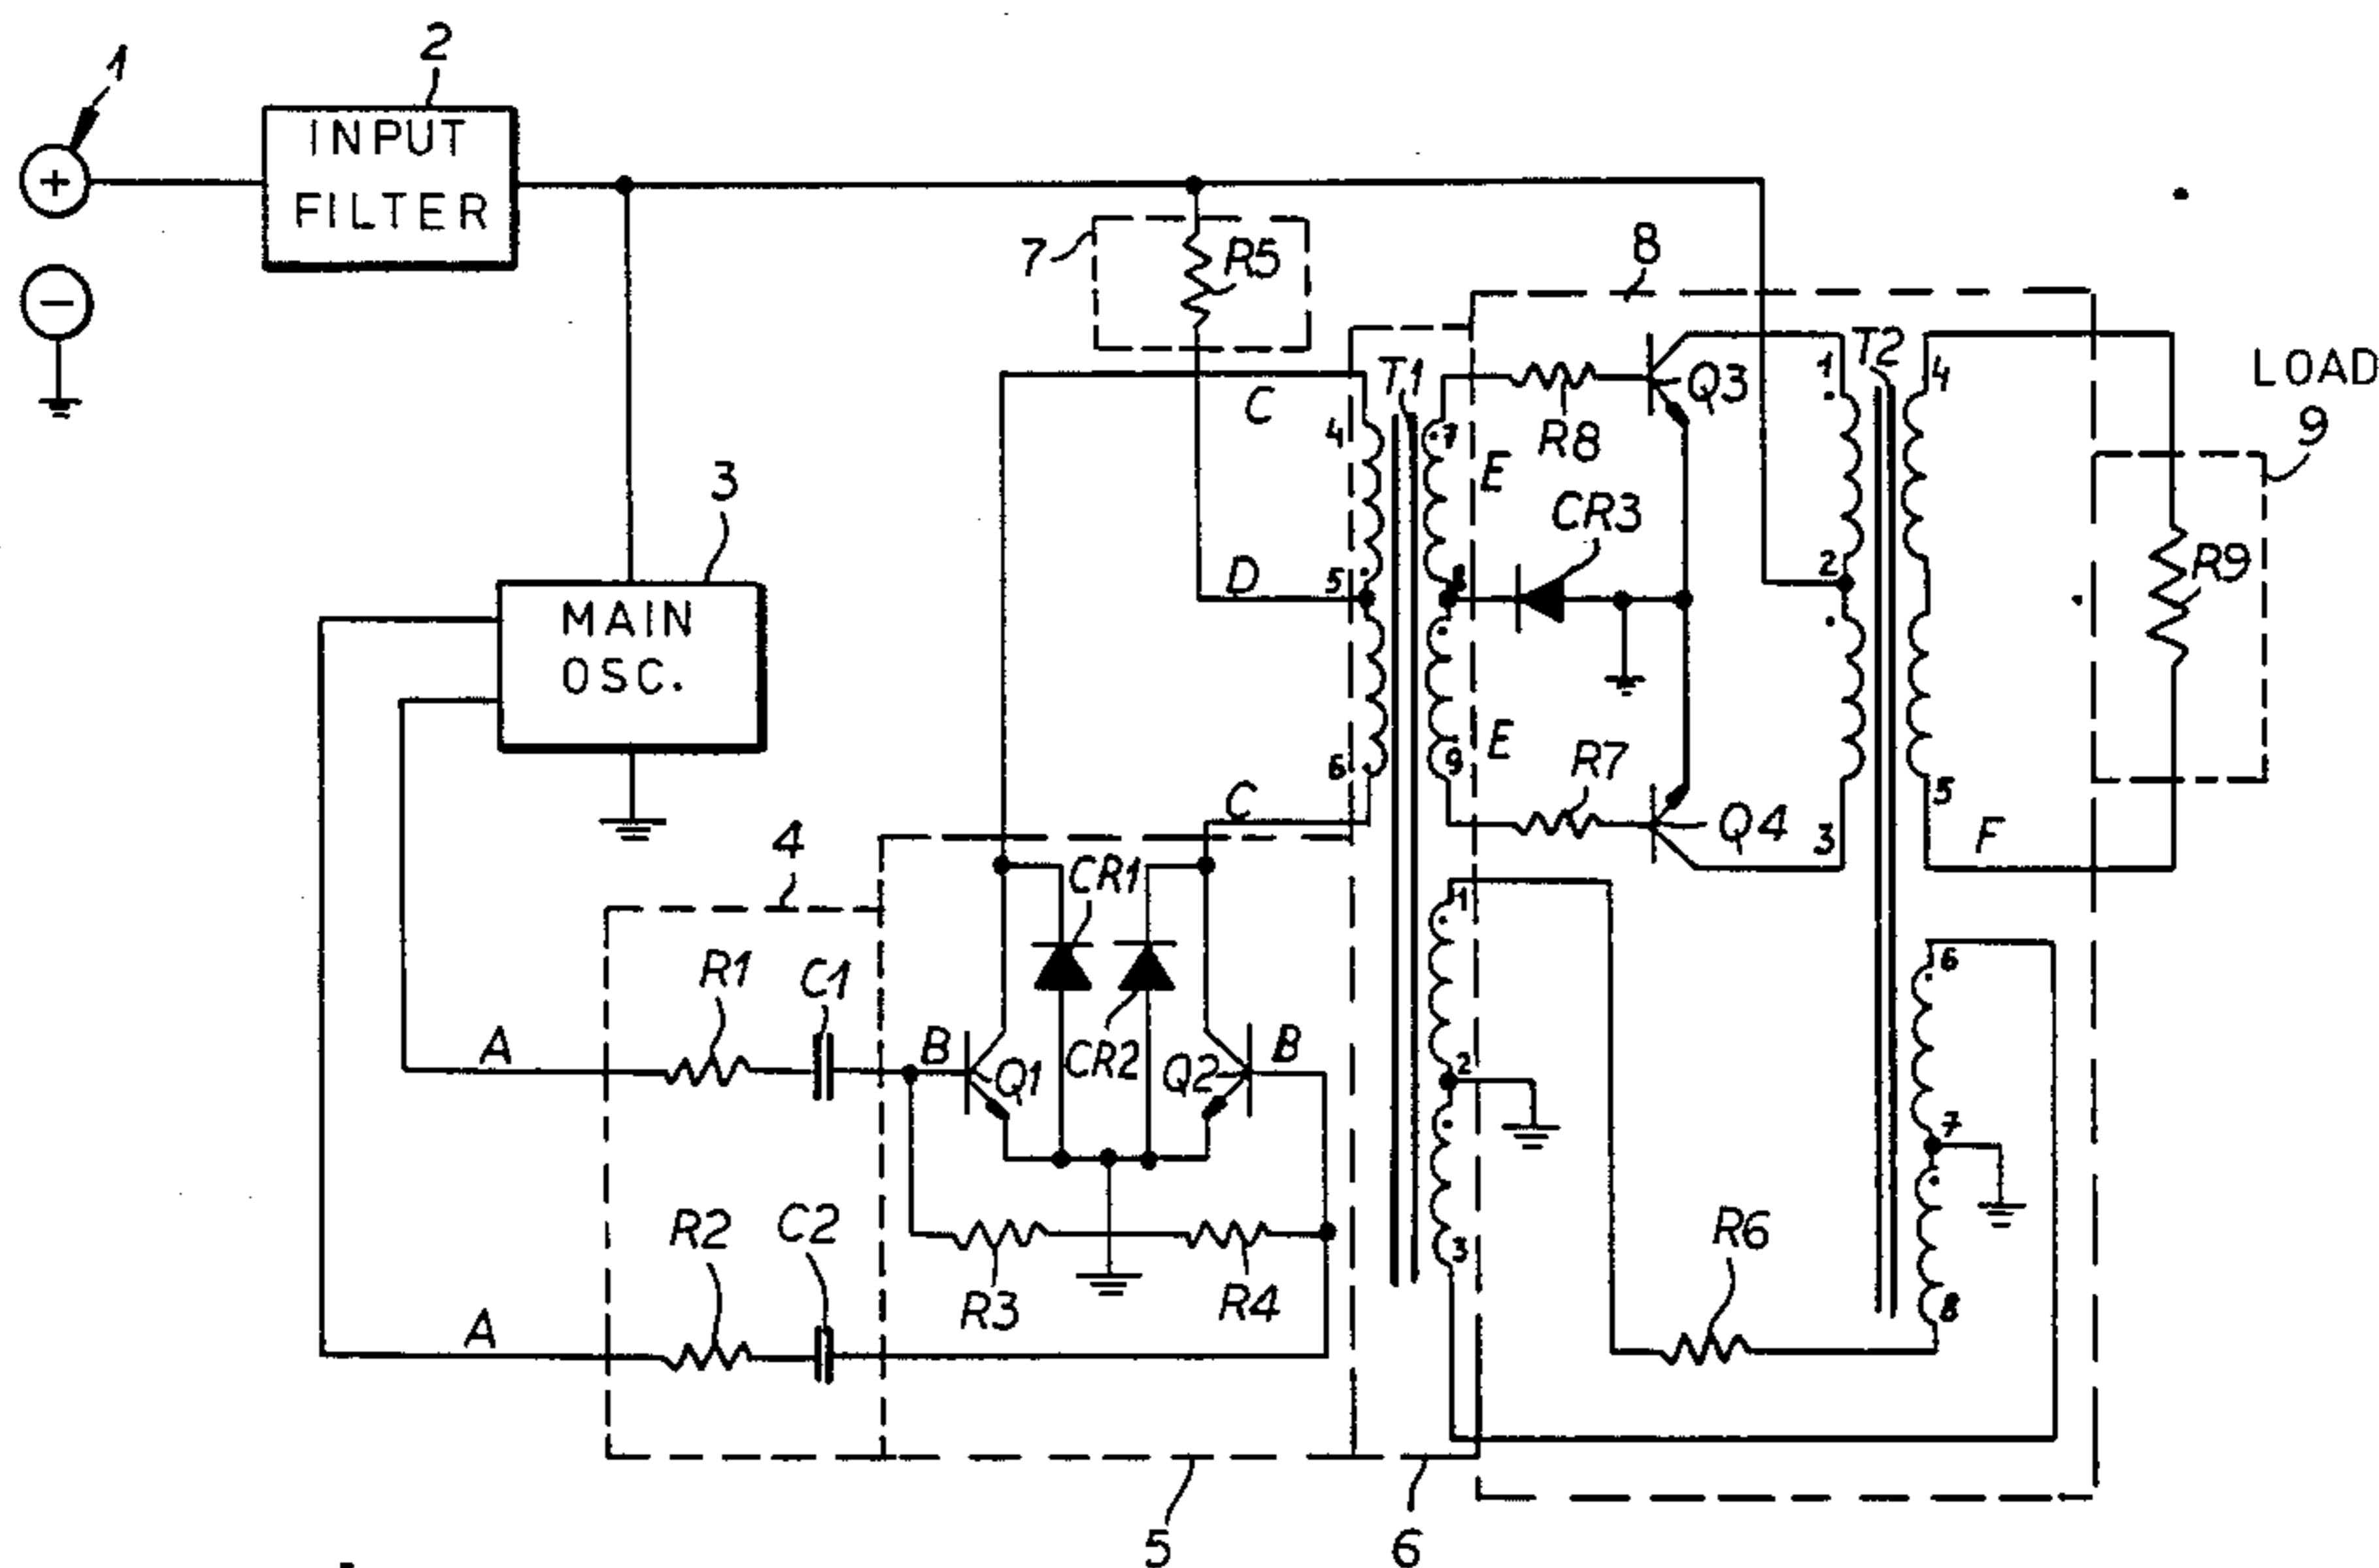 1
2
INPUT
FILTER
+
−
7
R5
8
C
T1
4
7
E
R8
Q3
1
T2
4
LOAD
9
CR3
3
MAIN
OSC.
D
5
8
2
R9
6
9
E
R7
Q4
3
5
F
C
4
CR1
1
6
R1
C1
A
B
Q1
CR2
Q2
B
2
7
R2
C2
R3
R4
3
R6
8
A
5
6